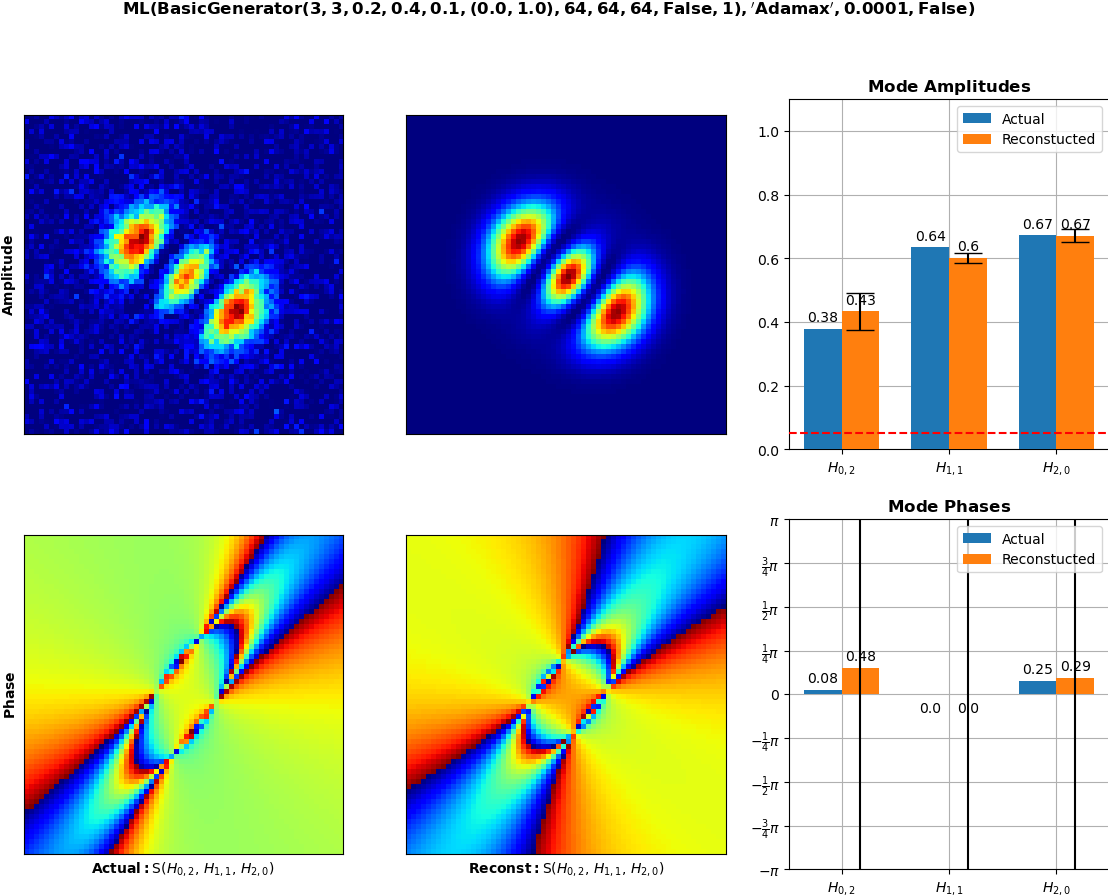 ML(BasicGenerator(3, 3, 0.2, 0.4, 0.1, (0.0, 1.0), 64, 64, 64, False, 1), ′Adamax′, 0.0001, False)
Amplitude
Mode Amplitudes
Actual
Reconstucted
1.0
0.8
0.6
0.4
0.2
0.0
0.38
0.43
0.64
0.6
0.67
0.67
H0,2
H1,1
H2,0
Phase
Actual: S(H0,2, H1,1, H2,0)
Reconst: S(H0,2, H1,1, H2,0)
Mode Phases
Actual
Reconstucted
π
3/4π
1/2π
1/4π
0
−1/4π
−1/2π
−3/4π
−π
0.08
0.48
0.0
0.0
0.25
0.29
H0,2
H1,1
H2,0